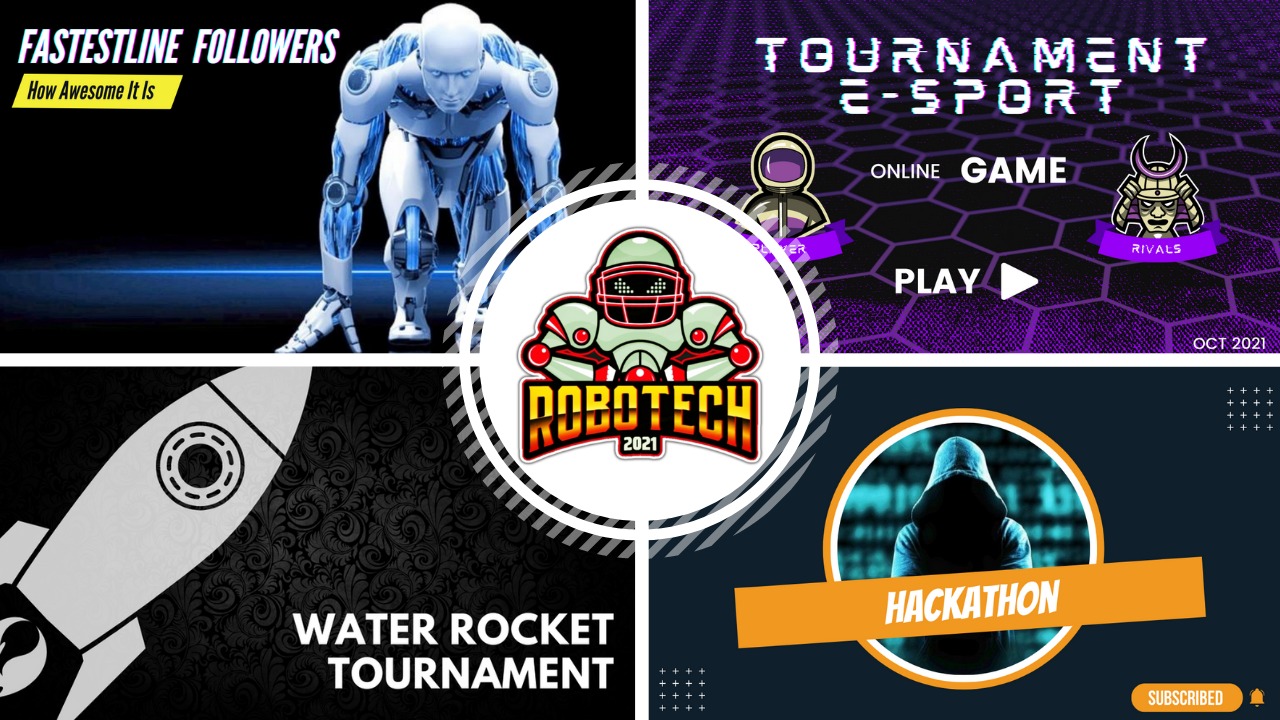 FASTESTLINE FOLLOWERS
How Awesome It Is
TOURNAMENT
E-SPORT
ONLINE GAME
RIVALS
PLAY
OCT 2021
ROBOTECH
2021
WATER ROCKET
TOURNAMENT
HACKATHON
SUBSCRIBED